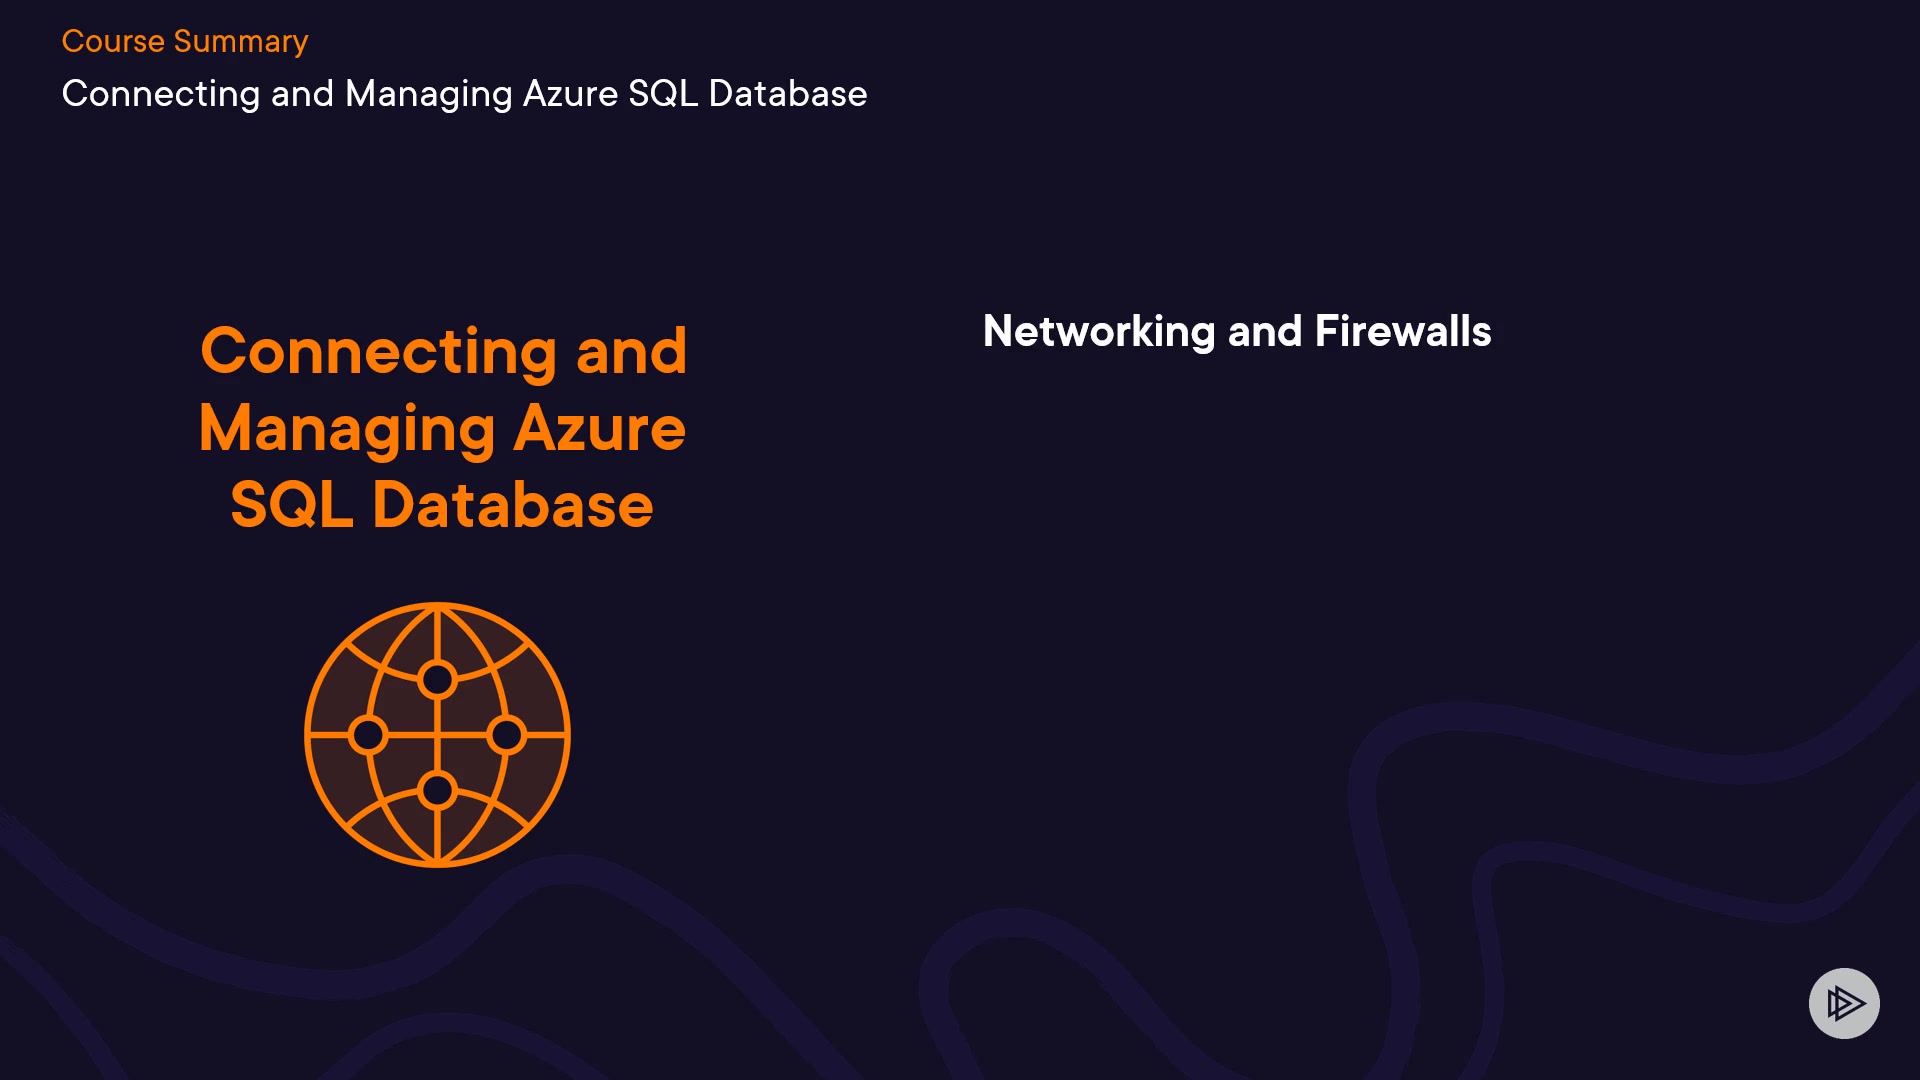 Course Summary
Connecting and Managing Azure SQL Database
Connecting and
Managing Azure
SQL Database
Networking and Firewalls